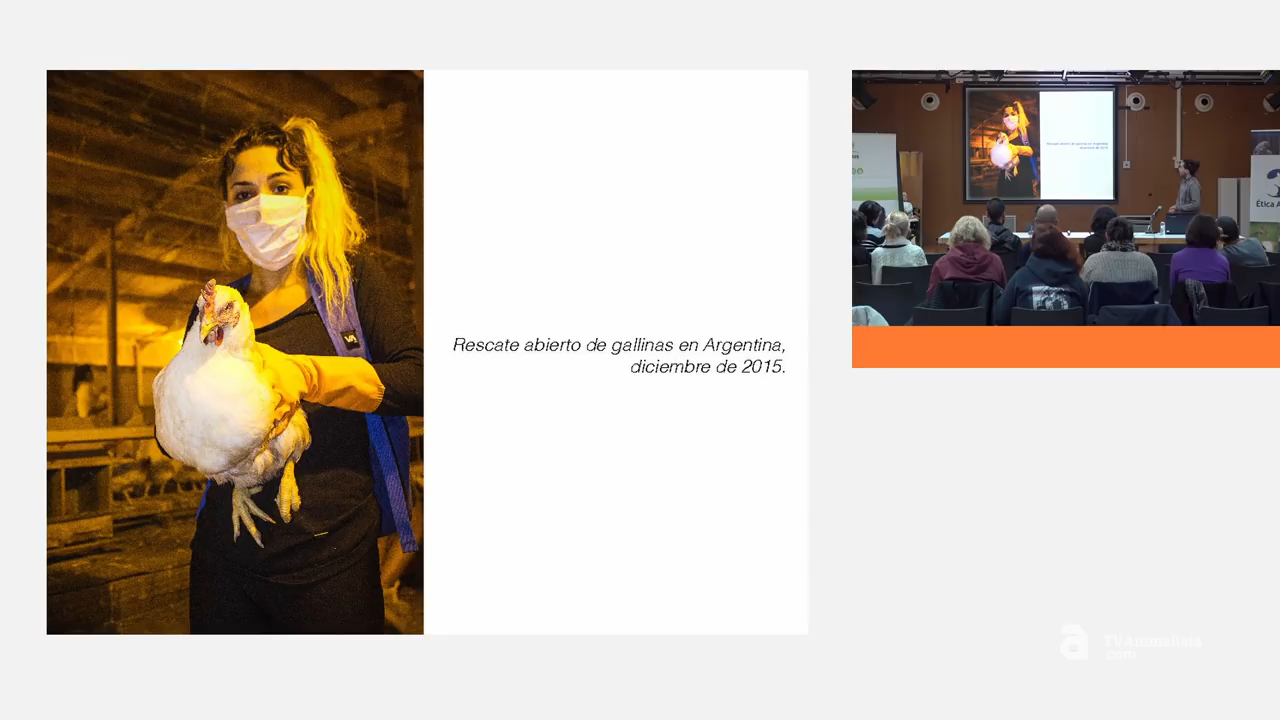 Rescate abierto de gallinas en Argentina,
diciembre de 2015.
Ética A
TV Animalista
.com